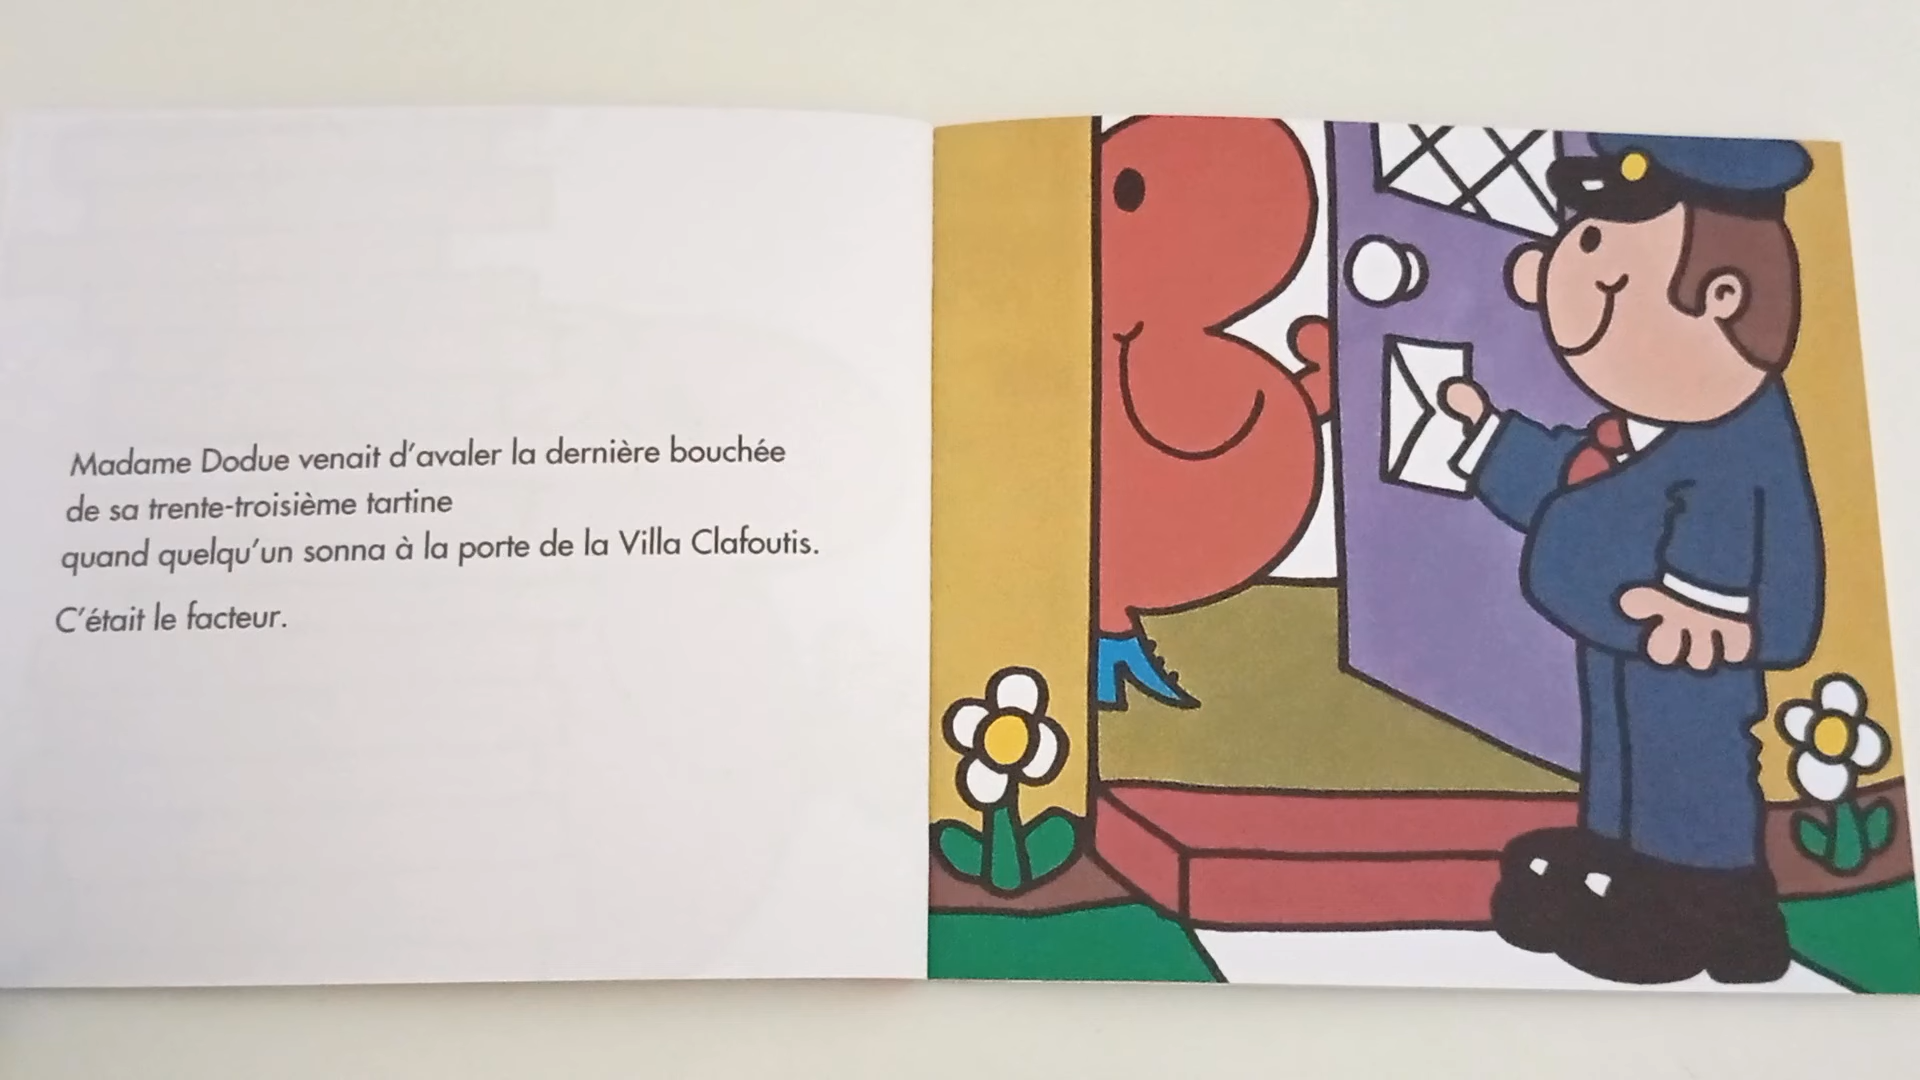 Madame Dodue venait d'avaler la dernière bouchée
de sa trente-troisième tartine
quand quelqu'un sonna à la porte de la Villa Clafoutis.
C'était le facteur.